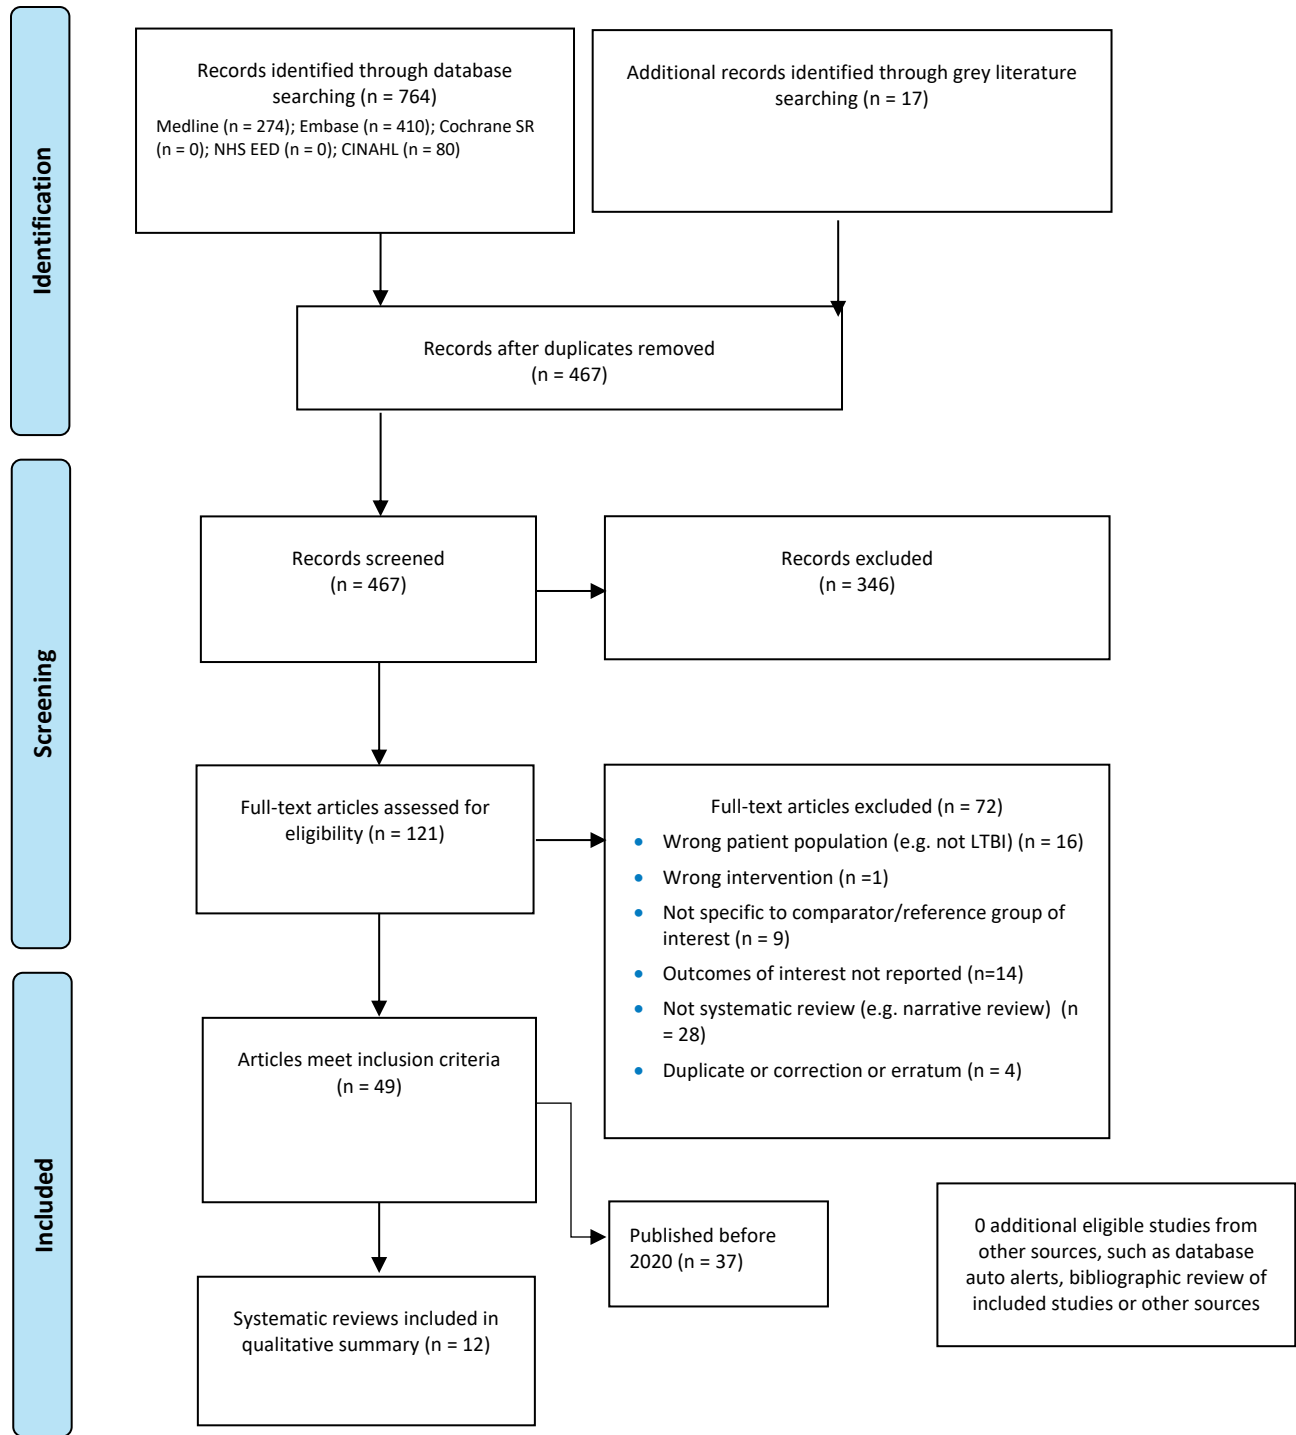 Identification
Records identified through database
searching (n = 764)
Medline (n = 274); Embase (n = 410); Cochrane SR
(n = 0); NHS EED (n = 0); CINAHL (n = 80)
Additional records identified through grey literature
searching (n = 17)
Records after duplicates removed
(n = 467)
Screening
Records screened
(n = 467)
Records excluded
(n = 346)
Full-text articles assessed for
eligibility (n = 121)
Full-text articles excluded (n = 72)
• Wrong patient population (e.g. not LTBI) (n = 16)
• Wrong intervention (n =1)
• Not specific to comparator/reference group of
interest (n = 9)
• Outcomes of interest not reported (n=14)
• Not systematic review (e.g. narrative review) (n
= 28)
• Duplicate or correction or erratum (n = 4)
Included
Articles meet inclusion criteria
(n = 49)
Published before
2020 (n = 37)
0 additional eligible studies from
other sources, such as database
auto alerts, bibliographic review of
included studies or other sources
Systematic reviews included in
qualitative summary (n = 12)